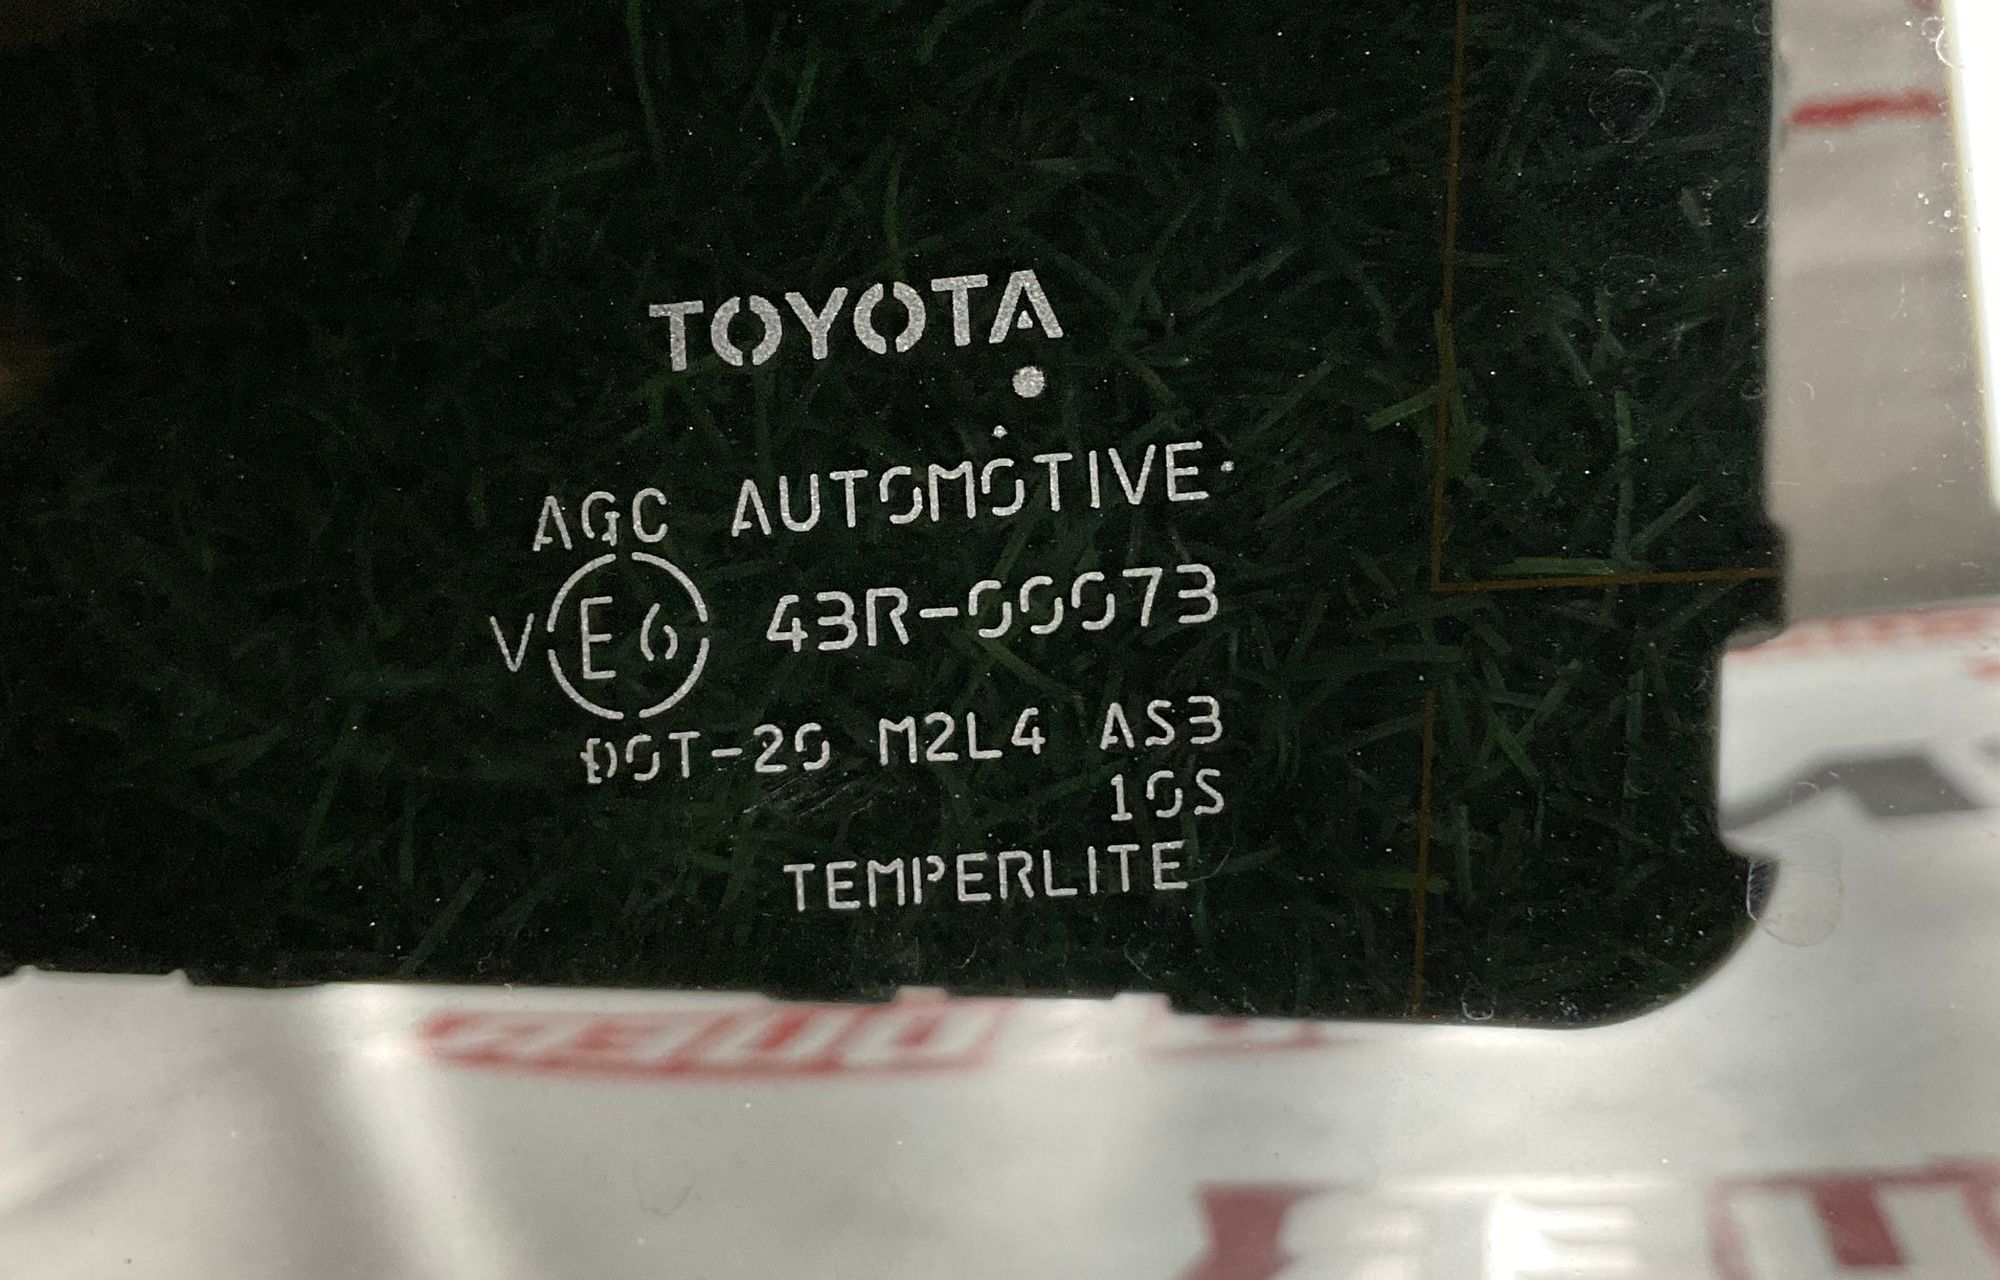 TOYOTA
AGC AUTOMOTIVE
V E6 43R-00073
DOT-20 M2L4 AS3
10S
TEMPERLITE